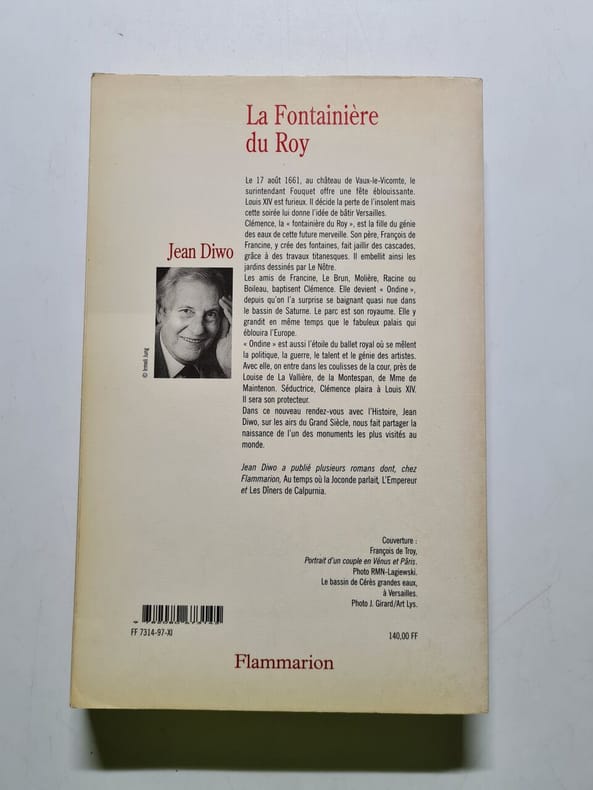 La Fontainière
du Roy
Le 17 août 1661, au château de Vaux-le-Vicomte, le
surintendant Fouquet offre une fête éblouissante.
Louis XIV est furieux. Il décide la perte de l'insolent mais
cette soirée lui donne l'idée de bâtir Versailles.
Clémence, la « fontainière du Roy », est la fille du génie
des eaux de cette future merveille. Son père, François de
Francine, y crée des fontaines, fait jaillir des cascades,
grâce à des travaux titanesques. Il embellit ainsi les
jardins dessinés par Le Nôtre.
Les amis de Francine, Le Brun, Molière, Racine ou
Boileau, baptisent Clémence. Elle devient « Ondine »,
depuis qu'on l'a surprise se baignant quasi nue dans
le bassin de Saturne. Le parc est son royaume. Elle y
grandit en même temps que le fabuleux palais qui
éblouira l'Europe.
« Ondine » est aussi l'étoile du ballet royal où se mêlent
la politique, la guerre, le talent et le génie des artistes.
Avec elle, on entre dans les coulisses de la cour, près de
Louise de La Vallière, de la Montespan, de Mme de
Maintenon. Séductrice, Clémence plaira à Louis XIV.
Il sera son protecteur.
Dans ce nouveau rendez-vous avec l'Histoire, Jean
Diwo, sur les airs du Grand Siècle, nous fait partager la
naissance de l'un des monuments les plus visités au
monde.
Jean Diwo a publié plusieurs romans dont, chez
Flammarion, Au temps où la Joconde parlait, L'Empereur
et Les Dîners de Calpurnia.
Jean Diwo
© Irmeli Jung
Couverture :
François de Troy,
Portrait d'un couple en Vénus et Pâris.
Photo RMN-Lagiewski.
Le bassin de Cérès grandes eaux,
à Versailles.
Photo J. Girard/Art Lys.
FF 7314-97-XI
140,00 FF
Flammarion